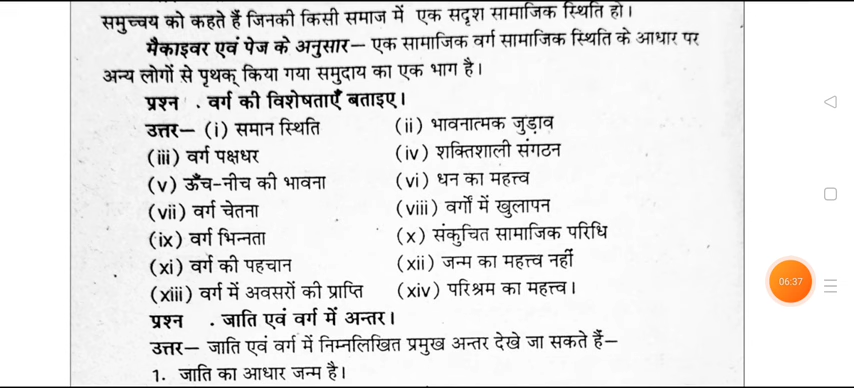 समुच्चय को कहते हैं जिनकी किसी समाज में एक सदृश सामाजिक स्थिति हो।
मैकाइवर एवं पेज के अनुसार— एक सामाजिक वर्ग सामाजिक स्थिति के आधार पर
अन्य लोगों से पृथक् किया गया समुदाय का एक भाग है।
प्रश्न . वर्ग की विशेषताएँ बताइए।
उत्तर— (i) समान स्थिति (ii) भावनात्मक जुड़ाव
(iii) वर्ग पक्षधर (iv) शक्तिशाली संगठन
(v) ऊँच-नीच की भावना (vi) धन का महत्त्व
(vii) वर्ग चेतना (viii) वर्गों में खुलापन
(ix) वर्ग भिन्नता (x) संकुचित सामाजिक परिधि
(xi) वर्ग की पहचान (xii) जन्म का महत्त्व नहीं
(xiii) वर्ग में अवसरों की प्राप्ति (xiv) परिश्रम का महत्त्व।
प्रश्न . जाति एवं वर्ग में अन्तर।
उत्तर— जाति एवं वर्ग में निम्नलिखित प्रमुख अन्तर देखे जा सकते हैं—
1. जाति का आधार जन्म है।
06:37